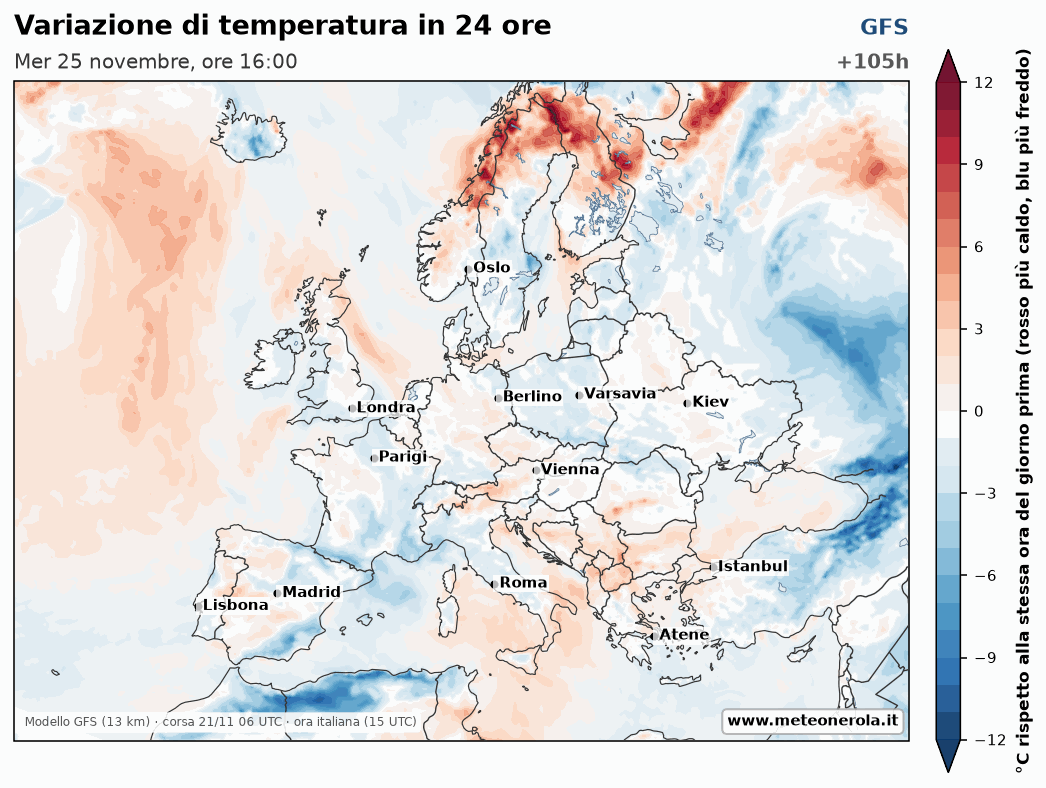 Variazione di temperatura in 24 ore
GFS
Mer 25 novembre, ore 16:00
+105h
Oslo
Berlino
Varsavia
Kiev
Londra
Parigi
Vienna
Istanbul
Roma
Madrid
Lisbona
Atene
Modello GFS (13 km) · corsa 21/11 06 UTC · ora italiana (15 UTC)
www.meteonerola.it
12
9
6
3
0
−3
−6
−9
−12
°C rispetto alla stessa ora del giorno prima (rosso più caldo, blu più freddo)